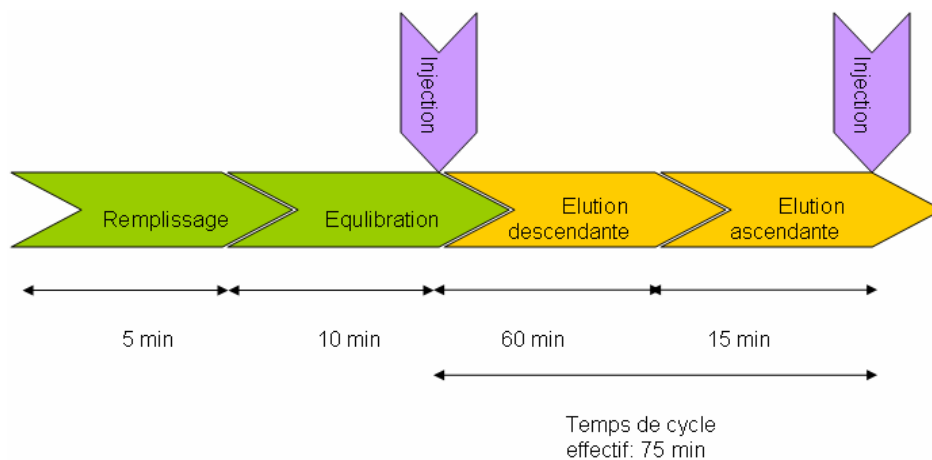 Injection
Injection
Remplissage
Equlibration
Elution
descendante
Elution
ascendante
5 min
10 min
60 min
15 min
Temps de cycle
effectif: 75 min